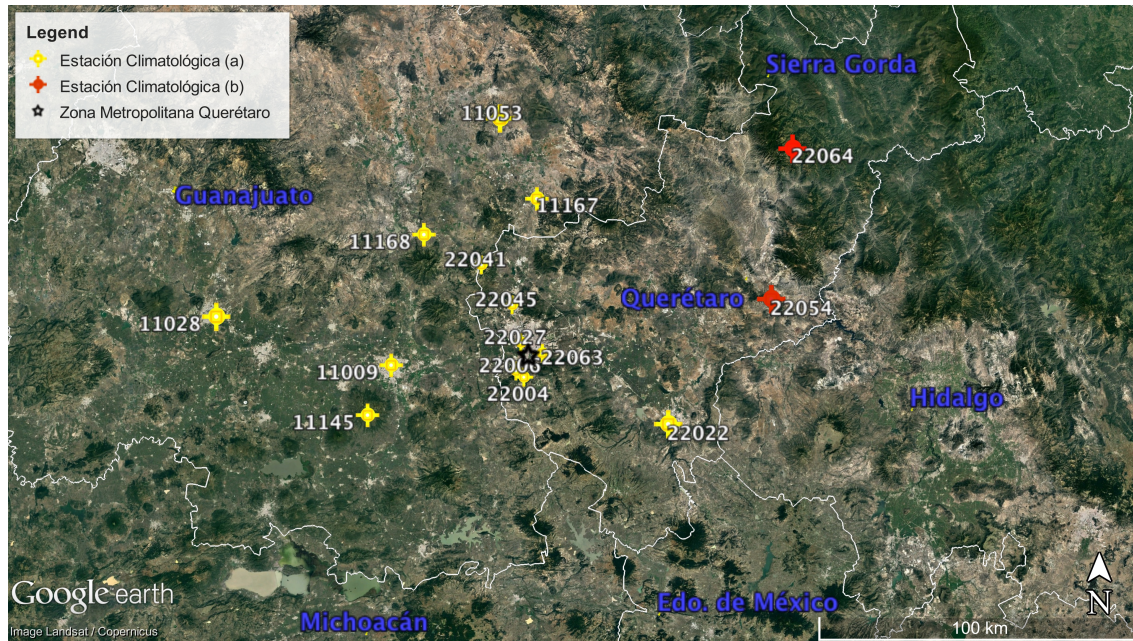 Legend
Estación Climatológica (a)
Estación Climatológica (b)
Zona Metropolitana Querétaro
Sierra Gorda
11053
22064
Guanajuato
11167
11168
22041
22045
Querétaro
22054
11028
22027
22063
22006
11009
22004
Hidalgo
11145
22022
Google earth
Edo. de México
Michoacán
N
100 km
Image Landsat / Copernicus